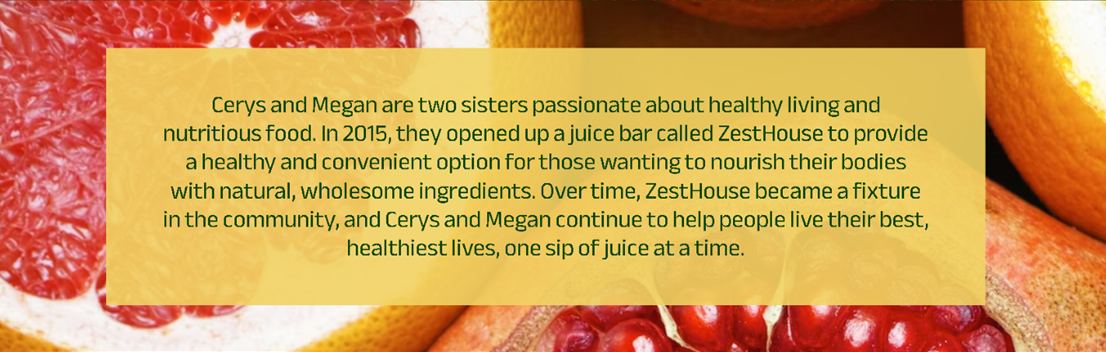 Cerys and Megan are two sisters passionate about healthy living and
nutritious food. In 2015, they opened up a juice bar called ZestHouse to provide
a healthy and convenient option for those wanting to nourish their bodies
with natural, wholesome ingredients. Over time, ZestHouse became a fixture
in the community, and Cerys and Megan continue to help people live their best,
healthiest lives, one sip of juice at a time.